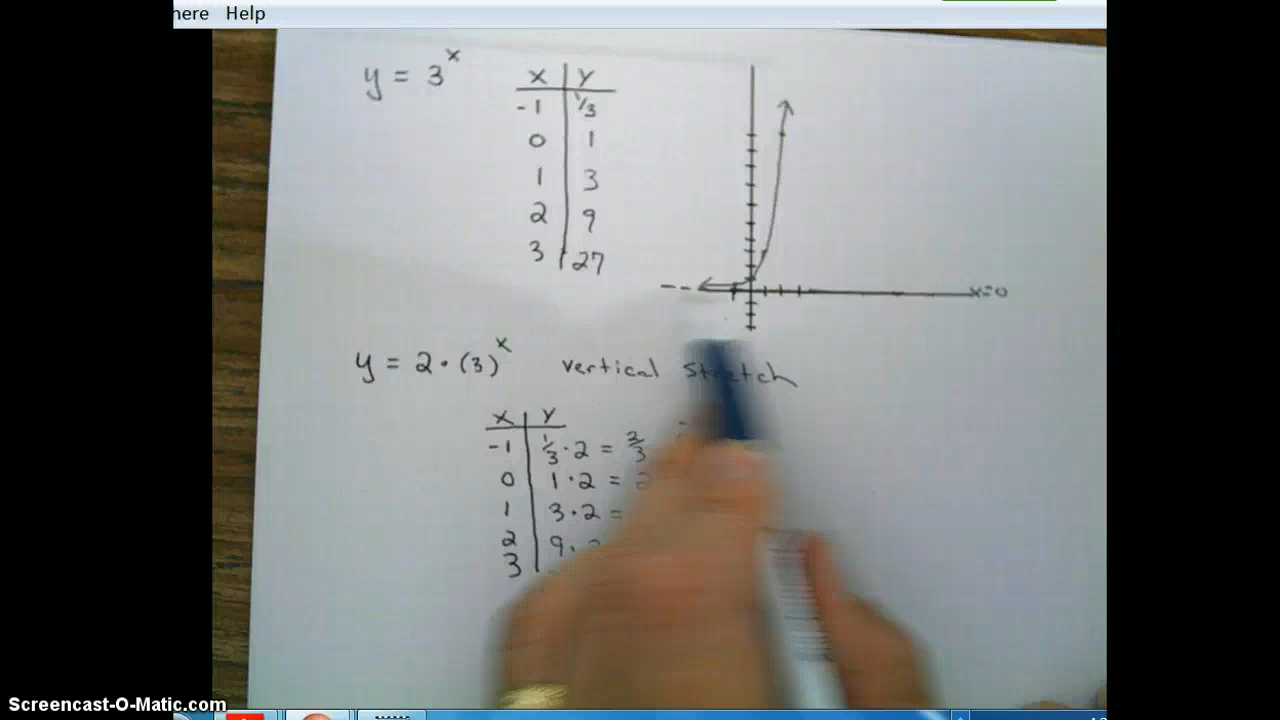 here Help
y = 3^x
X Y
-1 1/3
0 1
1 3
2 9
3 27
x=0
y = 2 · (3)^x vertical stretch
X Y
-1 1/3 · 2 = 2/3
0 1 · 2 = 2
1 3 · 2 =
2 9 ·
3
Screencast-O-Matic.com